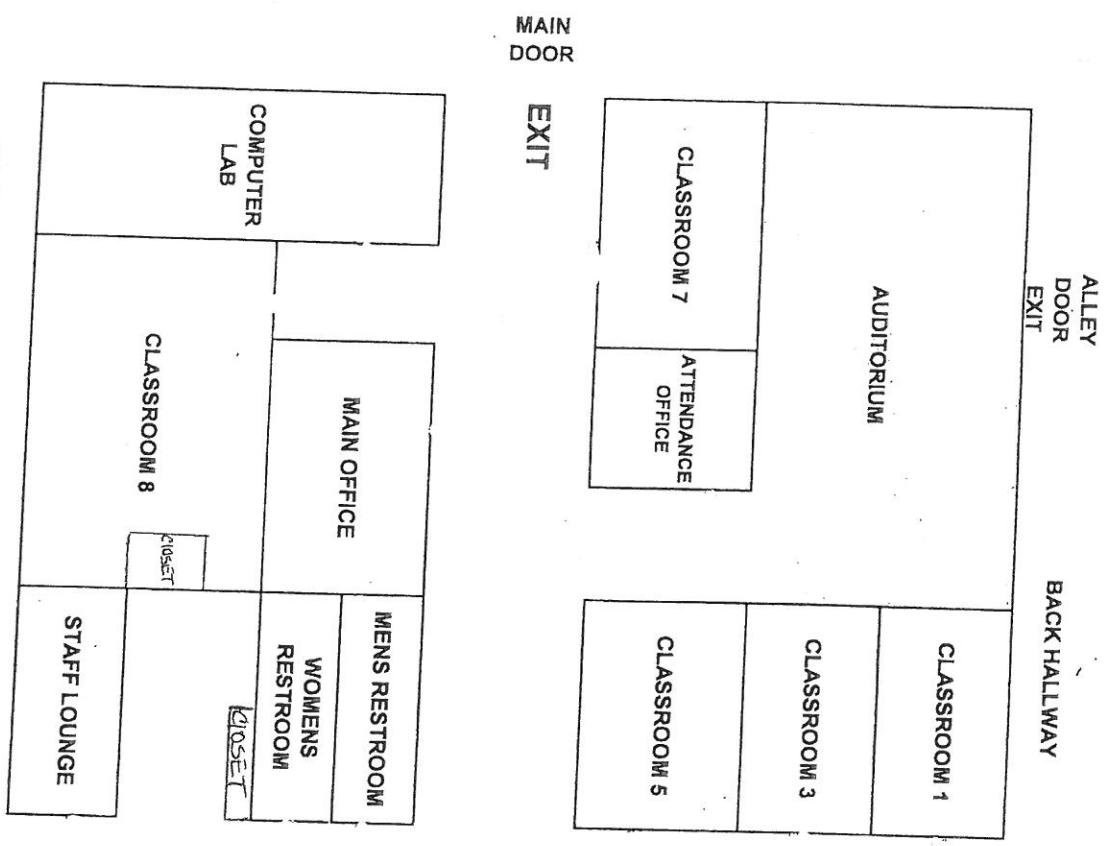 MAIN
DOOR
EXIT
COMPUTER
LAB
CLASSROOM 7
AUDITORIUM
ALLEY
DOOR
EXIT
ATTENDANCE
OFFICE
CLASSROOM 8
MAIN OFFICE
CLOSET
BACK HALLWAY
STAFF LOUNGE
CLOSET
WOMENS
RESTROOM
MENS RESTROOM
CLASSROOM 5
CLASSROOM 3
CLASSROOM 1